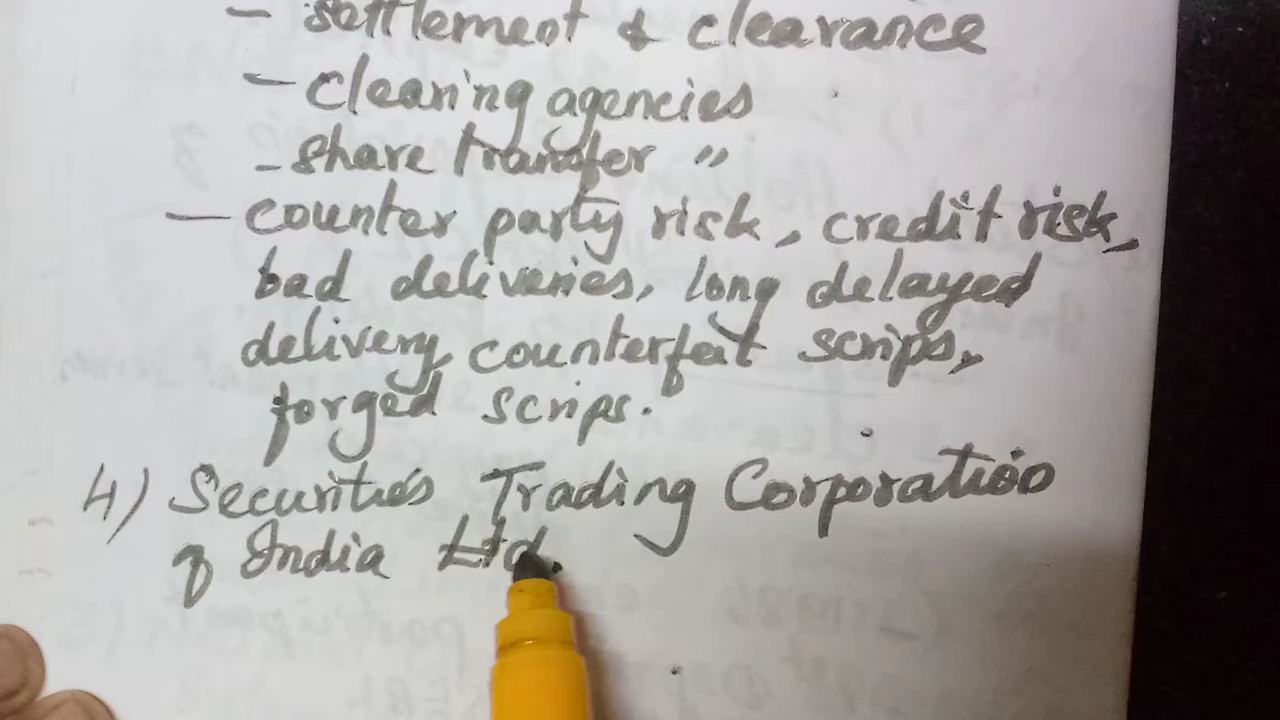 - settlement & clearance
- clearing agencies
- share transfer "
- counter party risk, credit risk,
bad deliveries, long delayed
delivery, counterfeit scrips,
forged scrips.
4) Securities Trading Corporation
of India Ltd.